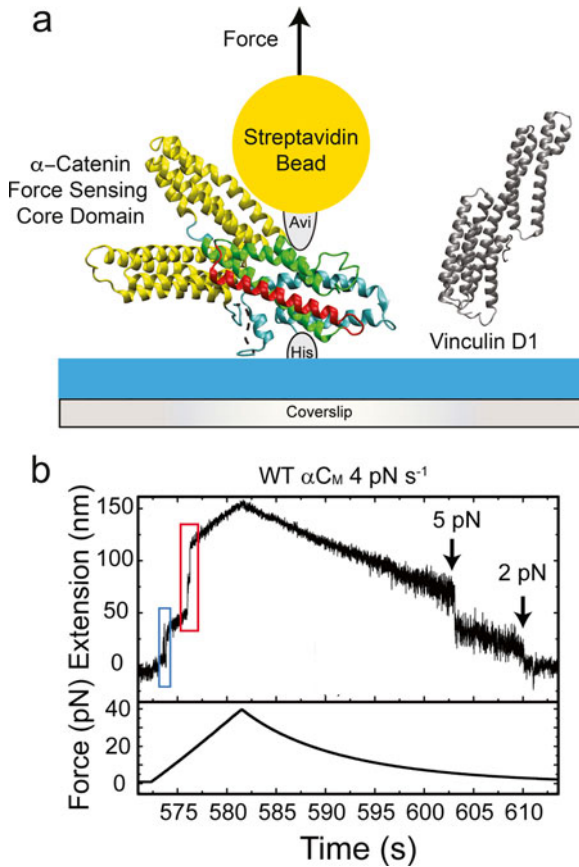 a
Force
Streptavidin
Bead
α–Catenin
Force Sensing
Core Domain
Avi
His
Vinculin D1
Coverslip
b
WT αCM 4 pN s-1
Extension (nm)
150
100
50
0
5 pN
2 pN
Force (pN)
40
20
0
575 580 585 590 595 600 605 610
Time (s)